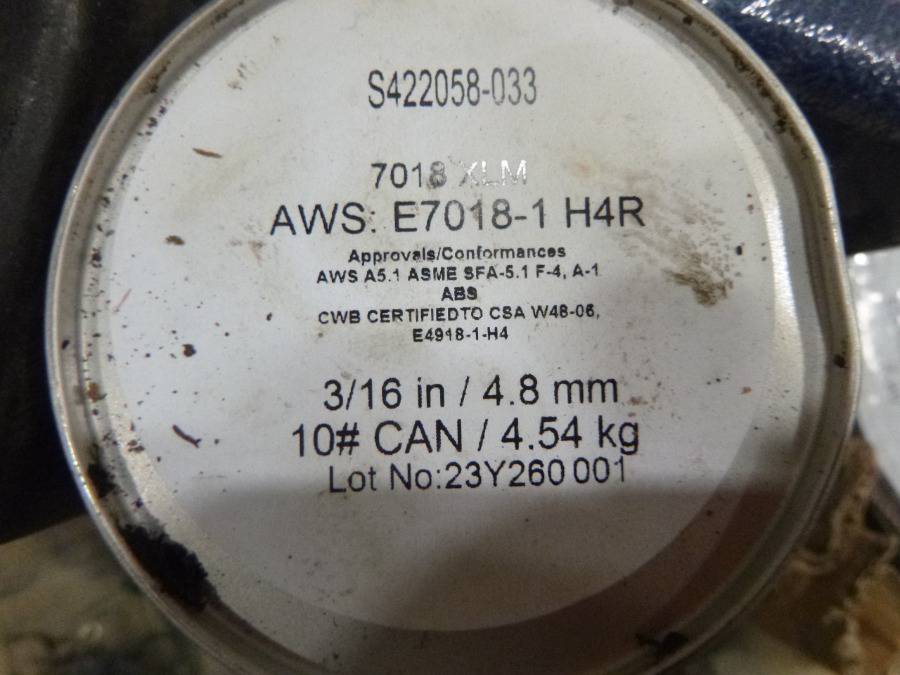 S422058-033
7018 XLM
AWS: E7018-1 H4R
Approvals/Conformances
AWS A5.1 ASME SFA-5.1 F-4, A-1
ABS
CWB CERTIFIEDTO CSA W48-06,
E4918-1-H4
3/16 in / 4.8 mm
10# CAN / 4.54 kg
Lot No:23Y260 001